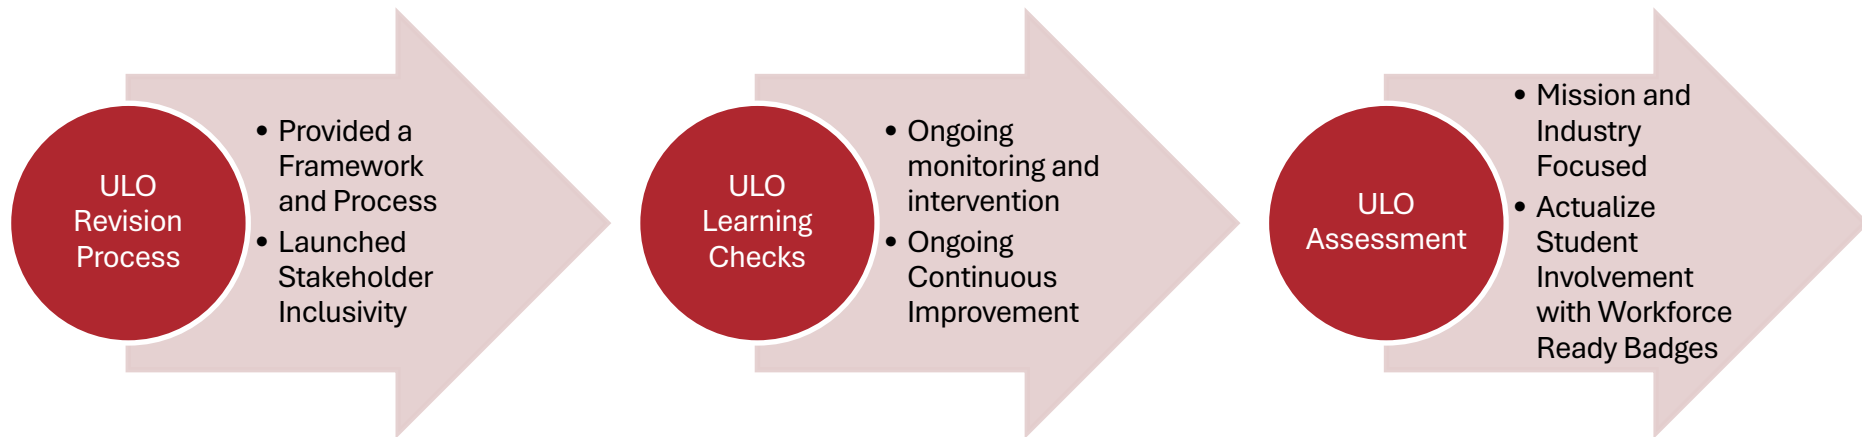 ULO
Revision
Process
• Provided a
Framework
and Process
• Launched
Stakeholder
Inclusivity
ULO
Learning
Checks
• Ongoing
monitoring and
intervention
• Ongoing
Continuous
Improvement
ULO
Assessment
• Mission and
Industry
Focused
• Actualize
Student
Involvement
with Workforce
Ready Badges